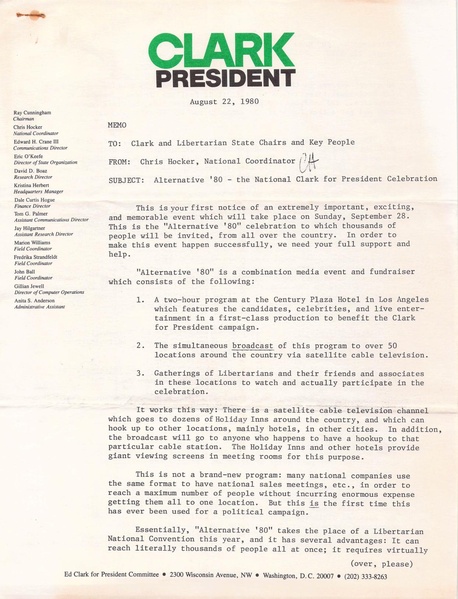 CLARK
PRESIDENT
August 22, 1980
Ray Cunningham
Chairman
Chris Hocker
National Coordinator
Edward H. Crane III
Communications Director
Eric O'Keefe
Director of State Organization
David D. Boaz
Research Director
Kristina Herbert
Headquarters Manager
Dale Curtis Hogue
Finance Director
Tom G. Palmer
Assistant Communications Director
Jay Hilgartner
Assistant Research Director
Marion Williams
Field Coordinator
Fredrika Strandfeldt
Field Coordinator
John Ball
Field Coordinator
Gillian Jewell
Director of Computer Operations
Anita S. Anderson
Administrative Assistant
MEMO
TO: Clark and Libertarian State Chairs and Key People
FROM: Chris Hocker, National Coordinator CH
SUBJECT: Alternative '80 - the National Clark for President Celebration
This is your first notice of an extremely important, exciting,
and memorable event which will take place on Sunday, September 28.
This is the "Alternative '80" celebration to which thousands of
people will be invited, from all over the country. In order to
make this event happen successfully, we need your full support and
help.
"Alternative '80" is a combination media event and fundraiser
which consists of the following:
1. A two-hour program at the Century Plaza Hotel in Los Angeles
which features the candidates, celebrities, and live enter-
tainment in a first-class production to benefit the Clark
for President campaign.
2. The simultaneous broadcast of this program to over 50
locations around the country via satellite cable television.
3. Gatherings of Libertarians and their friends and associates
in these locations to watch and actually participate in the
celebration.
It works this way: There is a satellite cable television channel
which goes to dozens of Holiday Inns around the country, and which can
hook up to other locations, mainly hotels, in other cities. In addition,
the broadcast will go to anyone who happens to have a hookup to that
particular cable station. The Holiday Inns and other hotels provide
giant viewing screens in meeting rooms for this purpose.
This is not a brand-new program: many national companies use
the same format to have national sales meetings, etc., in order to
reach a maximum number of people without incurring enormous expense
getting them all to one location. But this is the first time this
has ever been used for a political campaign.
Essentially, "Alternative '80" takes the place of a Libertarian
National Convention this year, and it has several advantages: It can
reach literally thousands of people all at once; it requires virtually
(over, please)
Ed Clark for President Committee • 2300 Wisconsin Avenue, NW • Washington, D.C. 20007 • (202) 333-8263